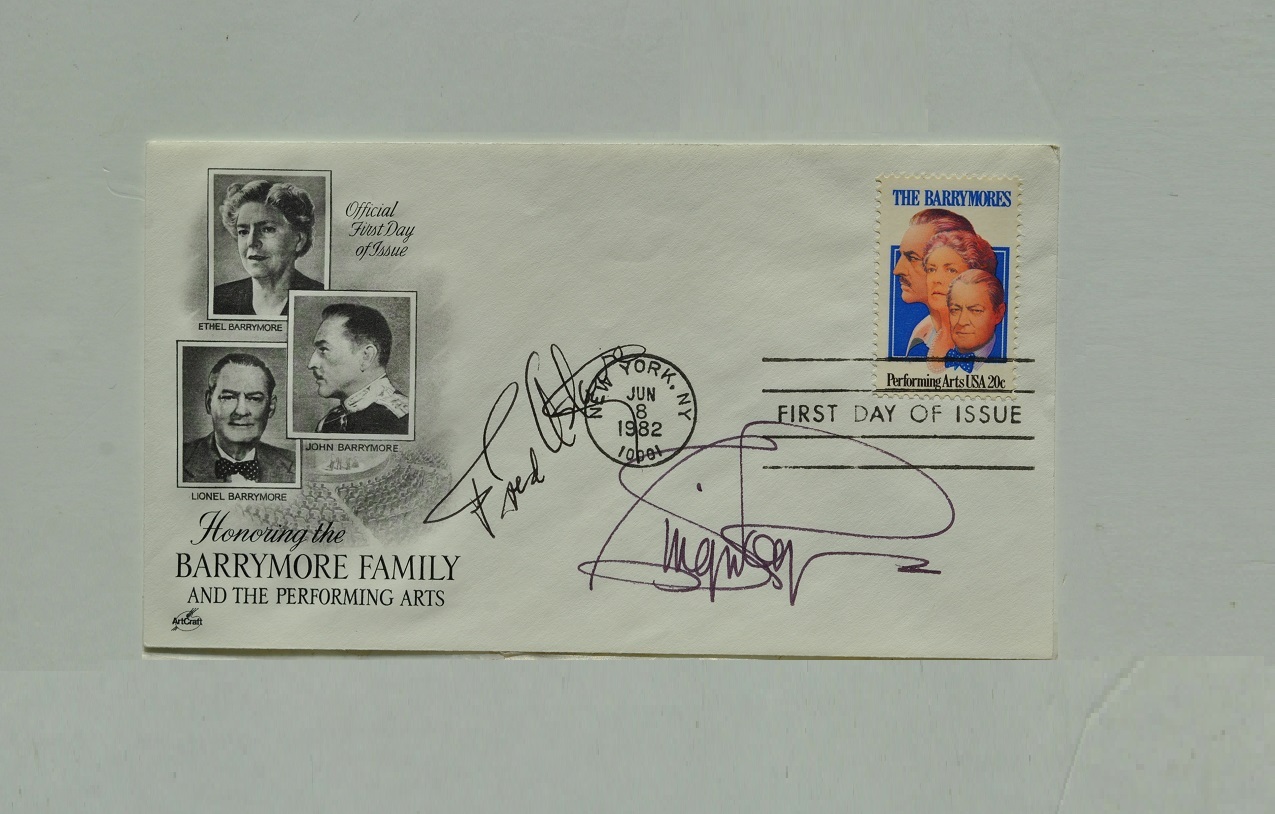 Official
First Day
of Issue
ETHEL BARRYMORE
JOHN BARRYMORE
LIONEL BARRYMORE
Honoring the
BARRYMORE FAMILY
AND THE PERFORMING ARTS
ArtCraft
Fred Astaire
NEW YORK, NY
JUN
8
1982
10001
THE BARRYMORES
Performing Arts USA 20c
FIRST DAY OF ISSUE